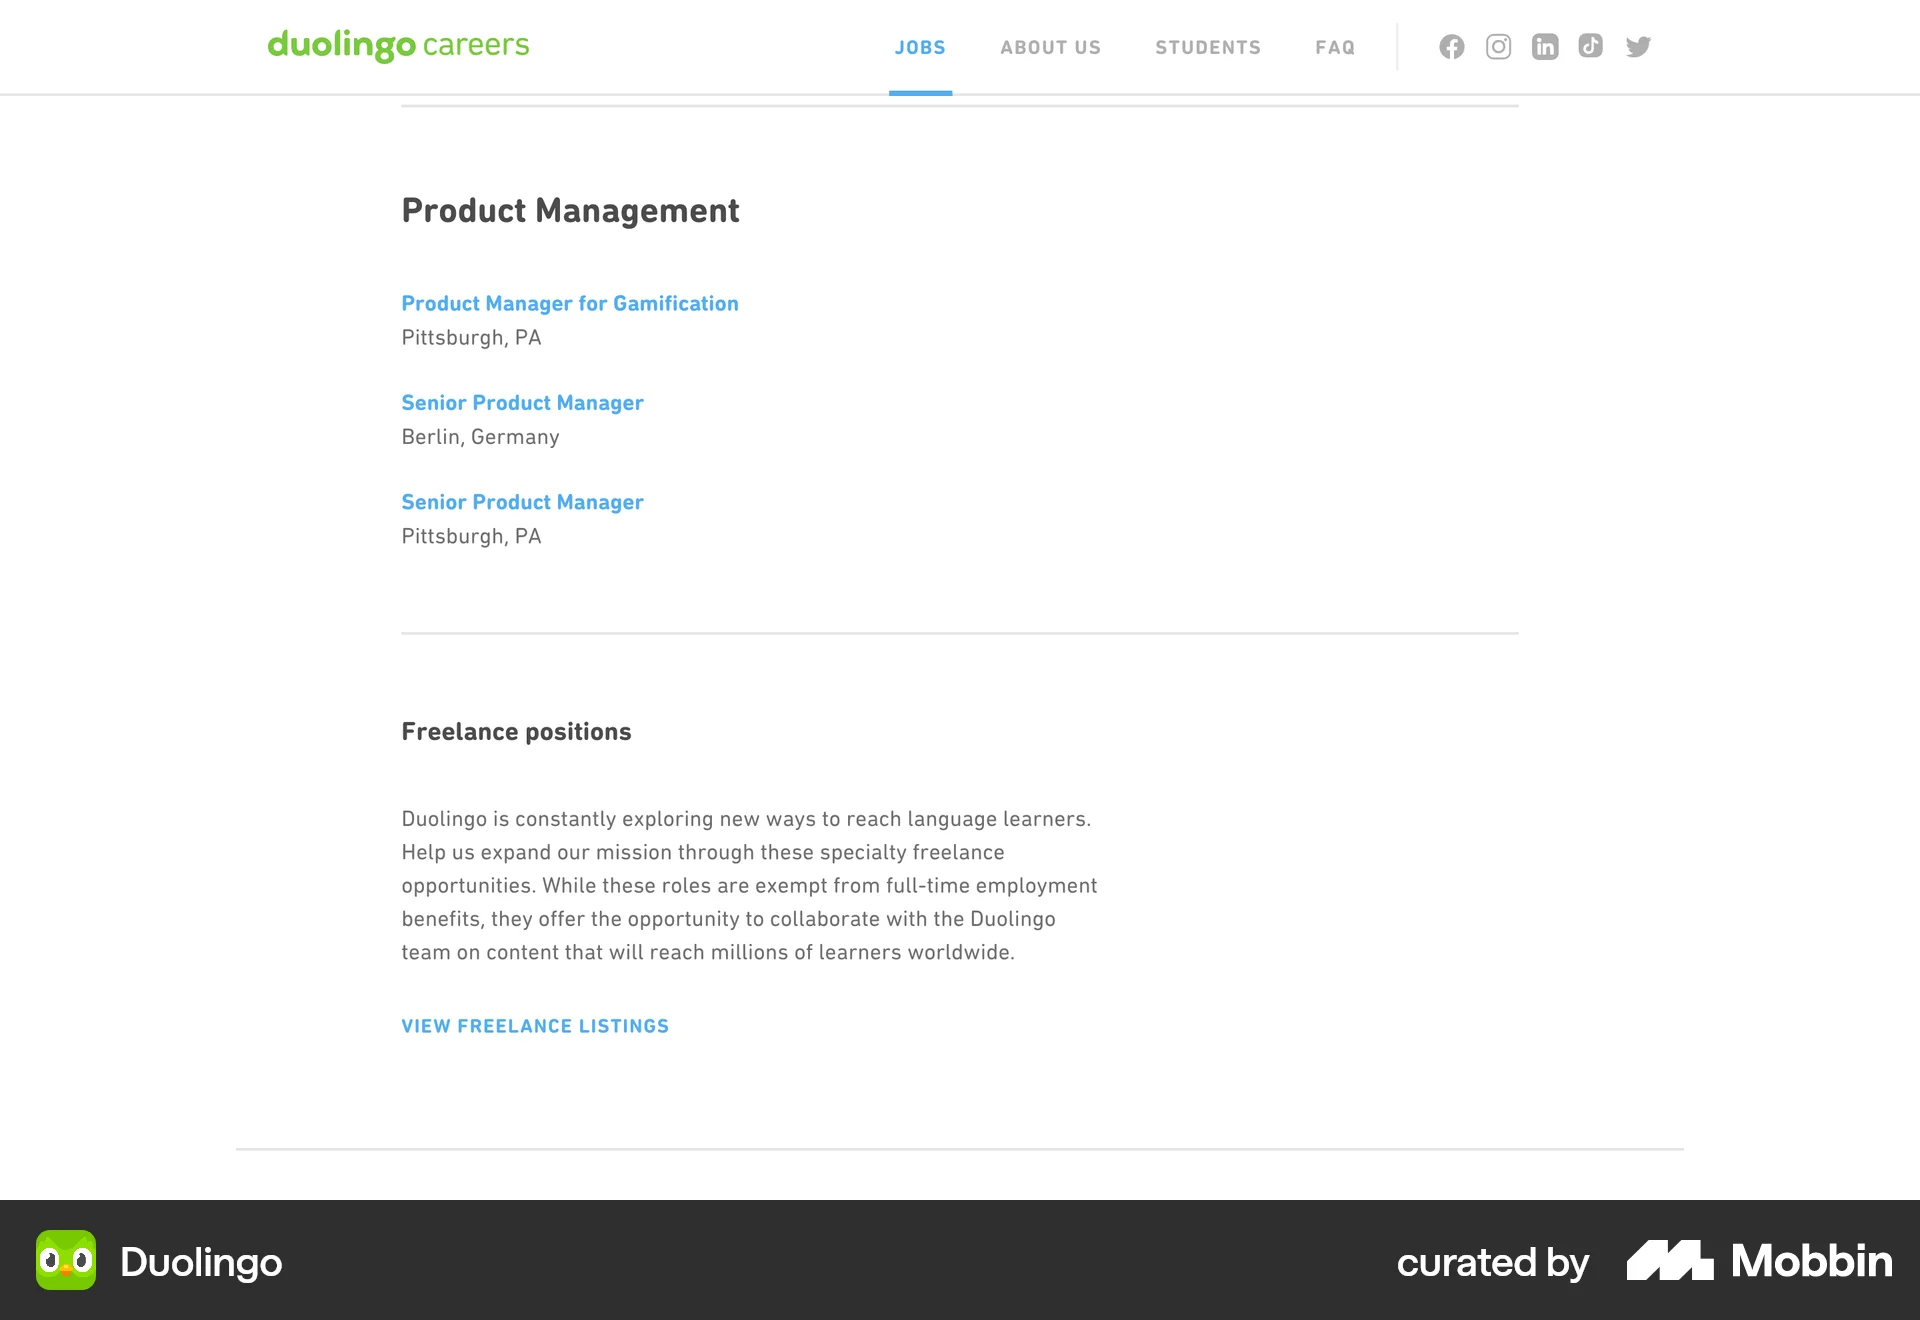 duolingo careers
JOBS ABOUT US STUDENTS FAQ
Product Management
Product Manager for Gamification
Pittsburgh, PA
Senior Product Manager
Berlin, Germany
Senior Product Manager
Pittsburgh, PA
Freelance positions
Duolingo is constantly exploring new ways to reach language learners.
Help us expand our mission through these specialty freelance
opportunities. While these roles are exempt from full-time employment
benefits, they offer the opportunity to collaborate with the Duolingo
team on content that will reach millions of learners worldwide.
VIEW FREELANCE LISTINGS
Duolingo
curated by Mobbin